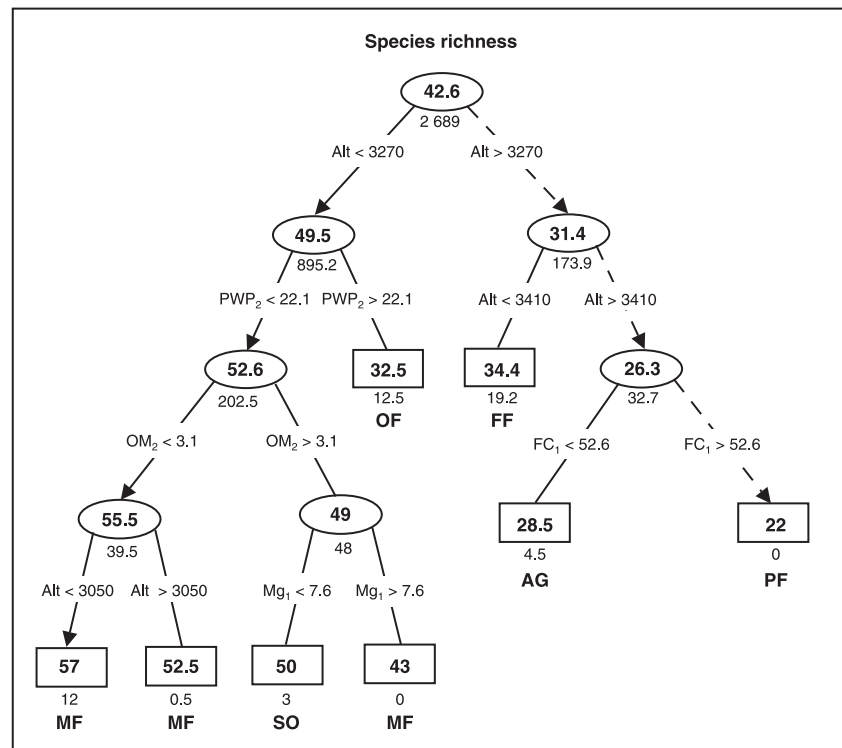 Species richness
42.6
2 689
Alt < 3270 Alt > 3270
49.5 31.4
895.2 173.9
PWP₂ < 22.1 PWP₂ > 22.1 Alt < 3410 Alt > 3410
52.6 32.5 34.4 26.3
202.5 12.5 19.2 32.7
OF FF
OM₂ < 3.1 OM₂ > 3.1 FC₁ < 52.6 FC₁ > 52.6
55.5 49 28.5 22
39.5 48 4.5 0
AG PF
Alt < 3050 Alt > 3050 Mg₁ < 7.6 Mg₁ > 7.6
57 52.5 50 43
12 0.5 3 0
MF MF SO MF